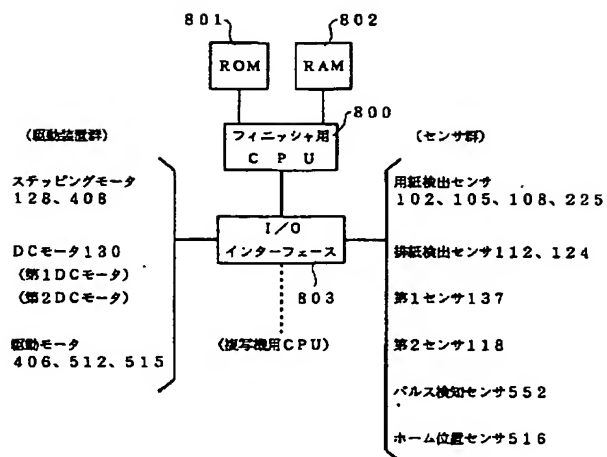 801
802
ROM
RAM
800
フィニッシャ用
CPU
(駆動装置群)
(センサ群)
ステッピングモータ
128、408
DCモータ130
(第1DCモータ)
(第2DCモータ)
駆動モータ
406、512、515
I/O
インターフェース
803
(複写機用CPU)
用紙検出センサ
102、105、108、225
排紙検出センサ112、124
第1センサ137
第2センサ118
パルス検知センサ552
ホーム位置センサ516